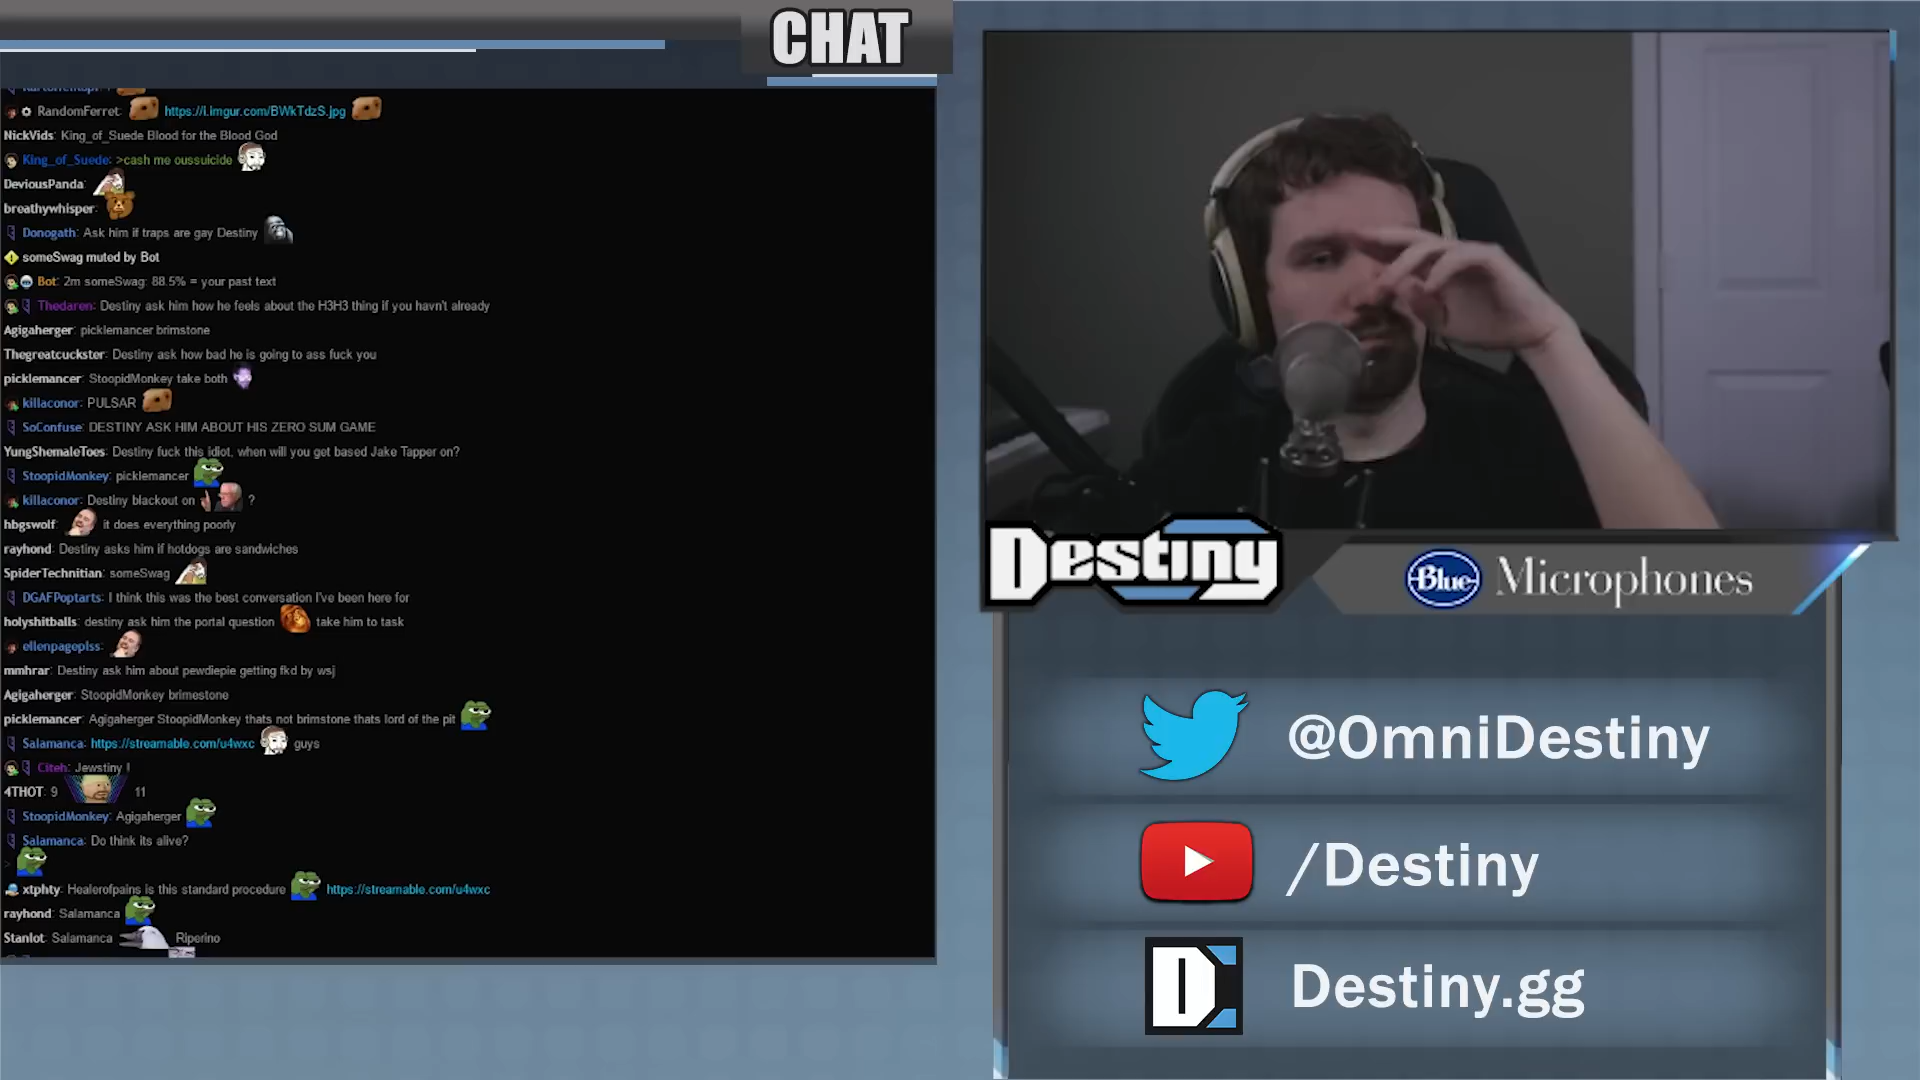 CHAT
RandomFerret: https://i.imgur.com/BWkTdzS.jpg
NickVids: King_of_Suede Blood for the Blood God
King_of_Suede: >cash me oussuicide
DeviousPanda:
breathywhisper:
Donogath: Ask him if traps are gay Destiny
someSwag muted by Bot
Bot: 2m someSwag: 88.5% = your past text
Thedaren: Destiny ask him how he feels about the H3H3 thing if you havn't already
Agigaherger: picklemancer brimstone
Thegreatcuckster: Destiny ask how bad he is going to ass fuck you
picklemancer: StoopidMonkey take both
killaconor: PULSAR
SoConfuse: DESTINY ASK HIM ABOUT HIS ZERO SUM GAME
YungShemaleToes: Destiny fuck this idiot, when will you get based Jake Tapper on?
StoopidMonkey: picklemancer
killaconor: Destiny blackout on ?
hbgswolf: it does everything poorly
rayhond: Destiny asks him if hotdogs are sandwiches
SpiderTechnitian: someSwag
DGAFPoptarts: I think this was the best conversation I've been here for
holyshitballs: destiny ask him the portal question take him to task
ellenpageplss:
mmhrar: Destiny ask him about pewdiepie getting fkd by wsj
Agigaherger: StoopidMonkey brimestone
picklemancer: Agigaherger StoopidMonkey thats not brimstone thats lord of the pit
Salamanca: https://streamable.com/u4wxc guys
Citeh: Jewstiny !
4THOT: 9 11
StoopidMonkey: Agigaherger
Salamanca: Do think its alive?
>
xtphty: Healerofpains is this standard procedure https://streamable.com/u4wxc
rayhond: Salamanca
Stanlot: Salamanca Riperino
Destiny
Blue Microphones
@OmniDestiny
/Destiny
D Destiny.gg